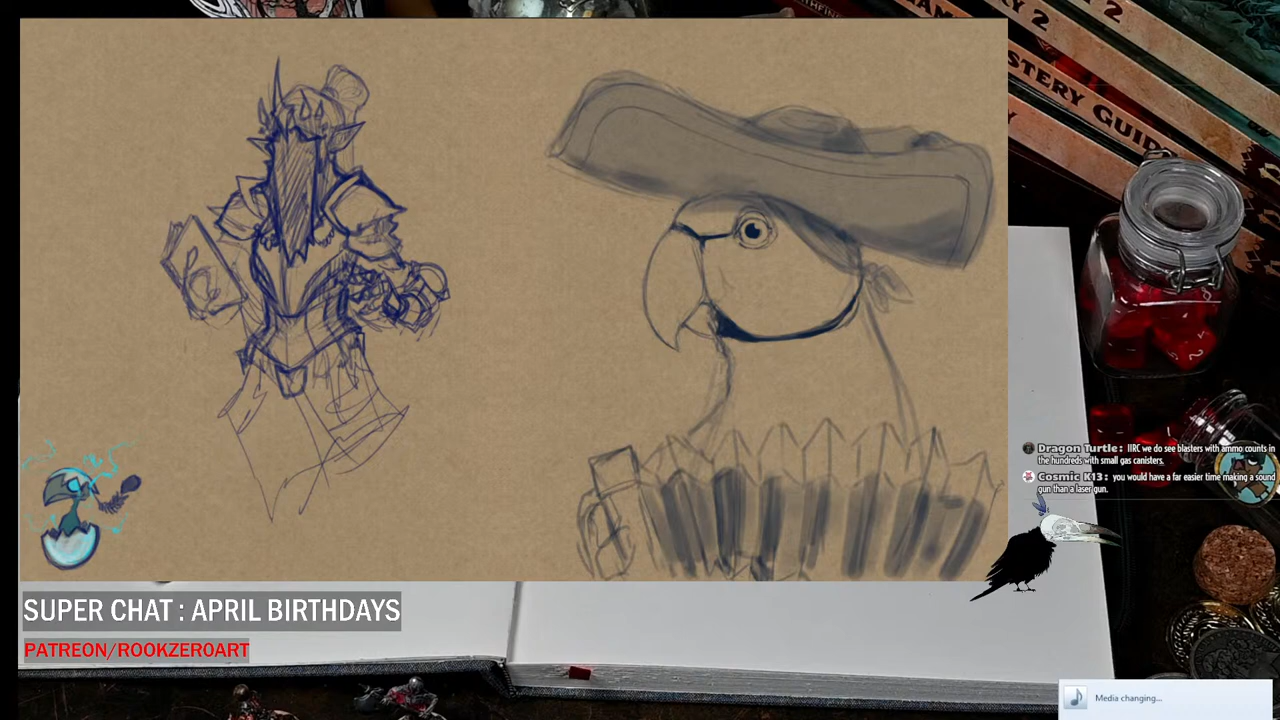 Y 2
2
STERY GUID
Dragon Turtle: IIRC we do see blasters with ammo counts in
the hundreds with small gas canisters.
Cosmic K13: you would have a far easier time making a sound
gun than a laser gun.
SUPER CHAT : APRIL BIRTHDAYS
PATREON/ROOKZEROART
Media changing...